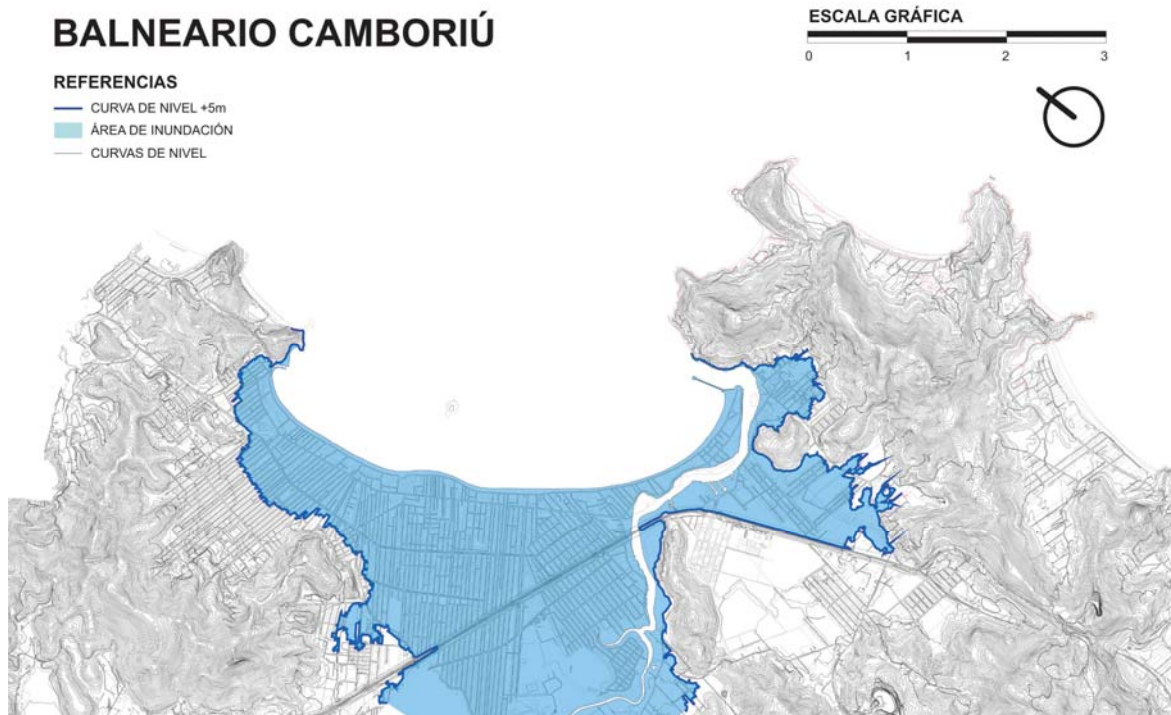 BALNEARIO CAMBORIÚ
ESCALA GRÁFICA
0 1 2 3
REFERENCIAS
CURVA DE NIVEL +5m
ÁREA DE INUNDACIÓN
CURVAS DE NIVEL